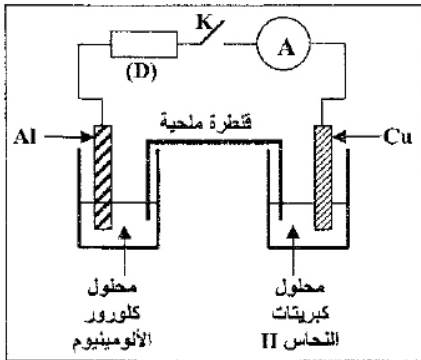 K
(D)
A
Al
قنطرة ملحية
Cu
محلول
كلورور
الألومينيوم
محلول
كبريتات
النحاس II